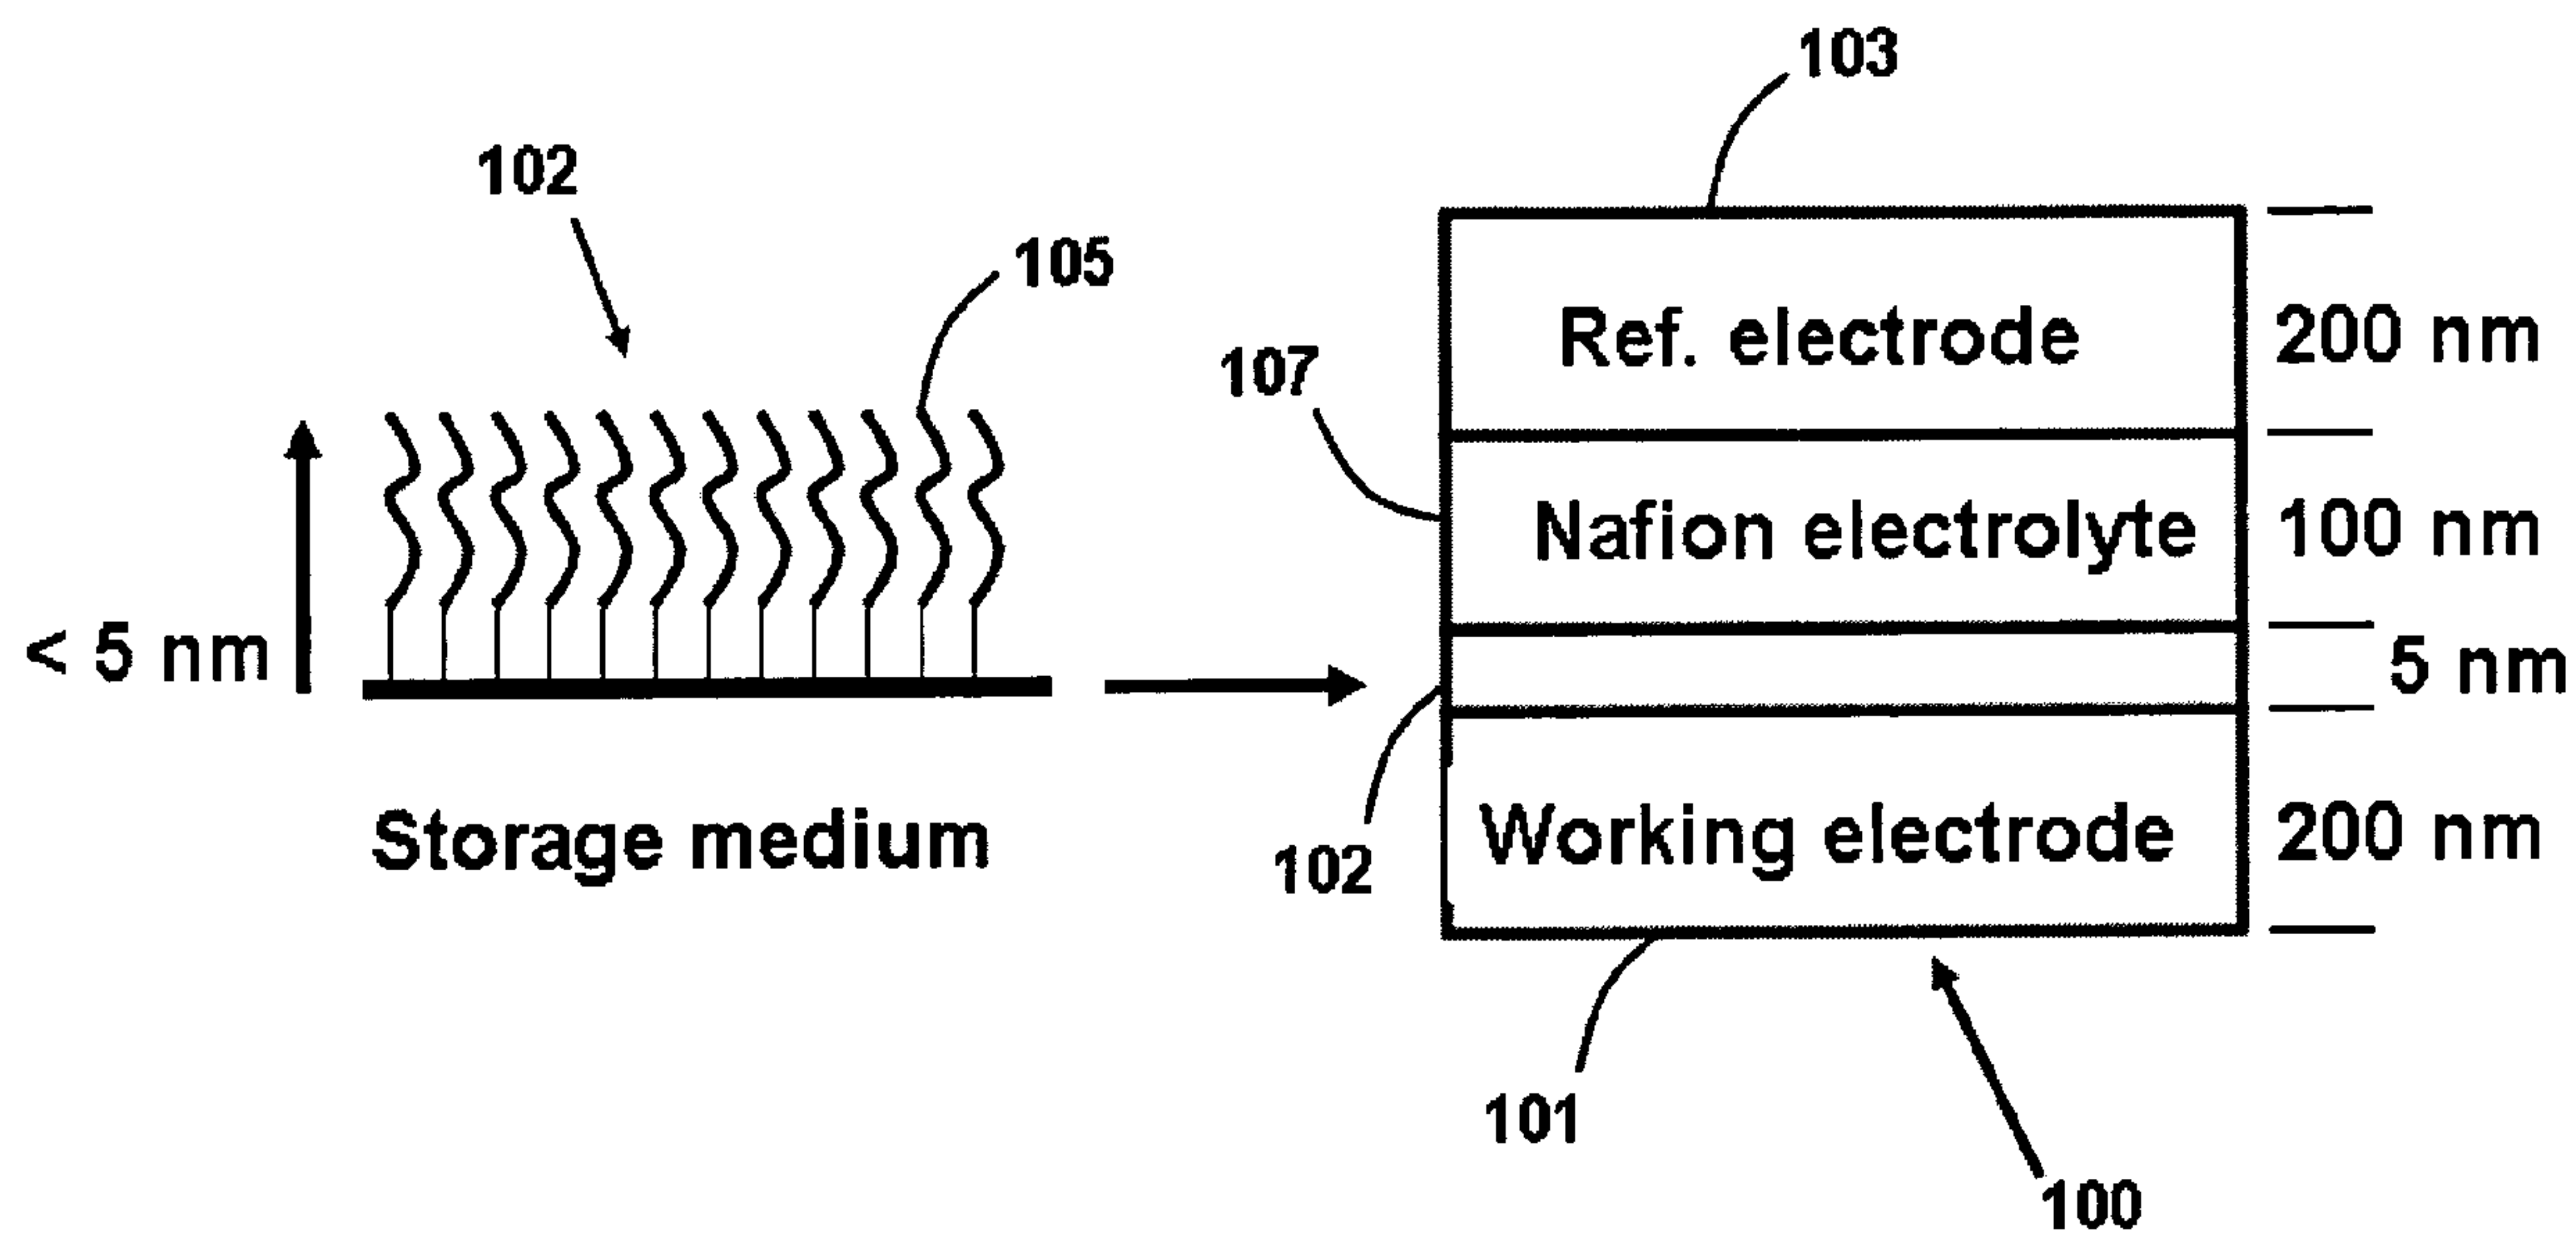 103
102
105
Ref. electrode
200 nm
107
Nafion electrolyte
100 nm
< 5 nm
5 nm
Storage medium
Working electrode
200 nm
102
101
100